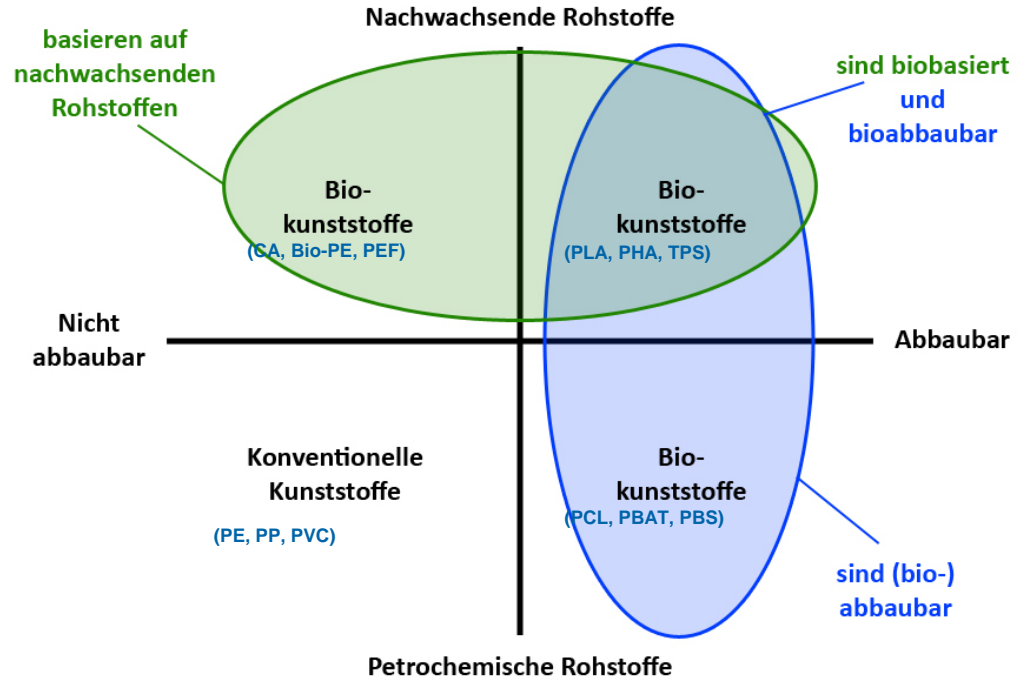 Nachwachsende Rohstoffe
basieren auf
nachwachsenden
Rohstoffen
sind biobasiert
und
bioabbaubar
Bio-
kunststoffe
(CA, Bio-PE, PEF)
Bio-
kunststoffe
(PLA, PHA, TPS)
Nicht
abbaubar
Abbaubar
Konventionelle
Kunststoffe
(PE, PP, PVC)
Bio-
kunststoffe
(PCL, PBAT, PBS)
sind (bio-)
abbaubar
Petrochemische Rohstoffe